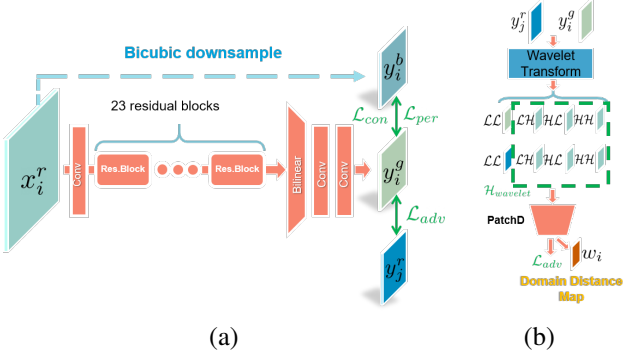 Bicubic downsample
23 residual blocks
x_i^r
Conv
Res.Block
Res.Block
Bilinear
Conv
Conv
y_i^b
ℒ_con
ℒ_per
y_i^g
ℒ_adv
y_j^r
(a)
y_j^r
y_i^g
Wavelet
Transform
ℒℒ ℒℋ ℋℒ ℋℋ
ℒℒ ℒℋ ℋℒ ℋℋ
ℋ_wavelet
PatchD
ℒ_adv
w_i
Domain Distance
Map
(b)